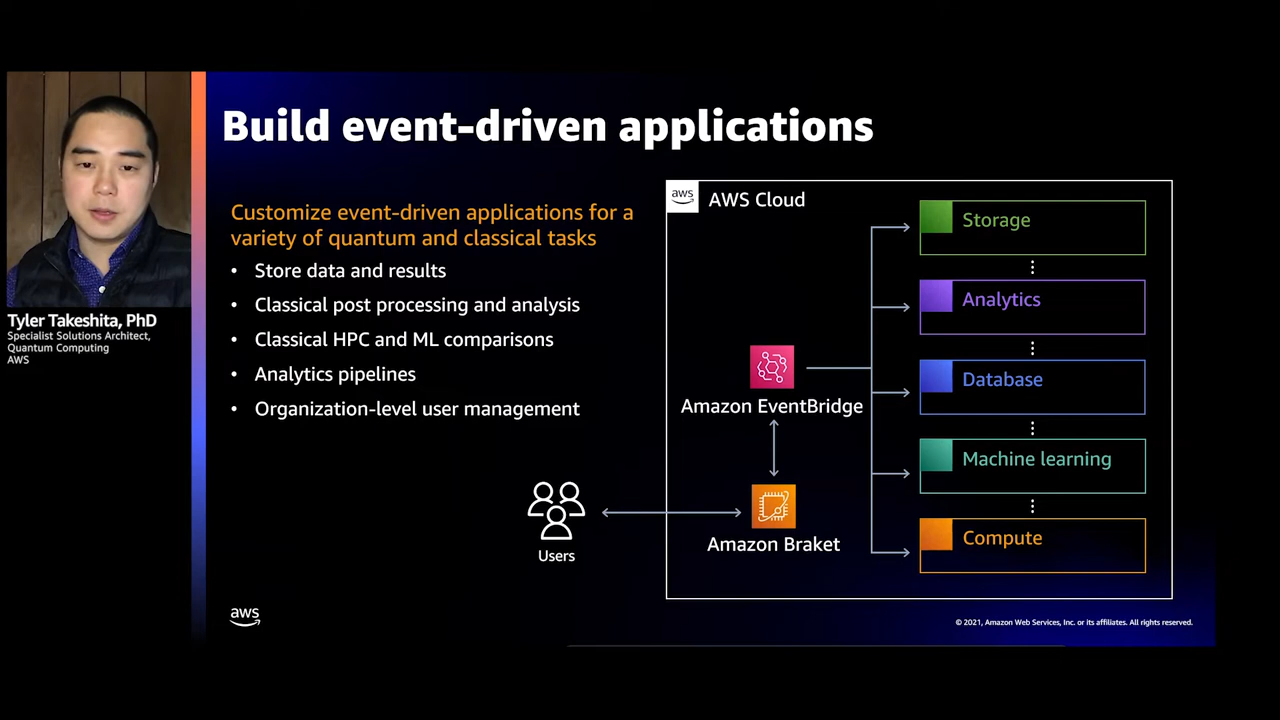 Build event-driven applications
Tyler Takeshita, PhD
Specialist Solutions Architect,
Quantum Computing
AWS
Customize event-driven applications for a
variety of quantum and classical tasks
• Store data and results
• Classical post processing and analysis
• Classical HPC and ML comparisons
• Analytics pipelines
• Organization-level user management
Users
aws
AWS Cloud
Amazon EventBridge
Amazon Braket
Storage
Analytics
Database
Machine learning
Compute
aws
© 2021, Amazon Web Services, Inc. or its affiliates. All rights reserved.